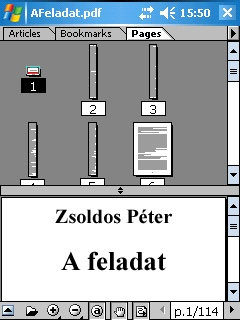 AFeladat.pdf 15:50
Articles Bookmarks Pages
1 2 3
4 5 6
Zsoldos Péter
A feladat
p.1/114